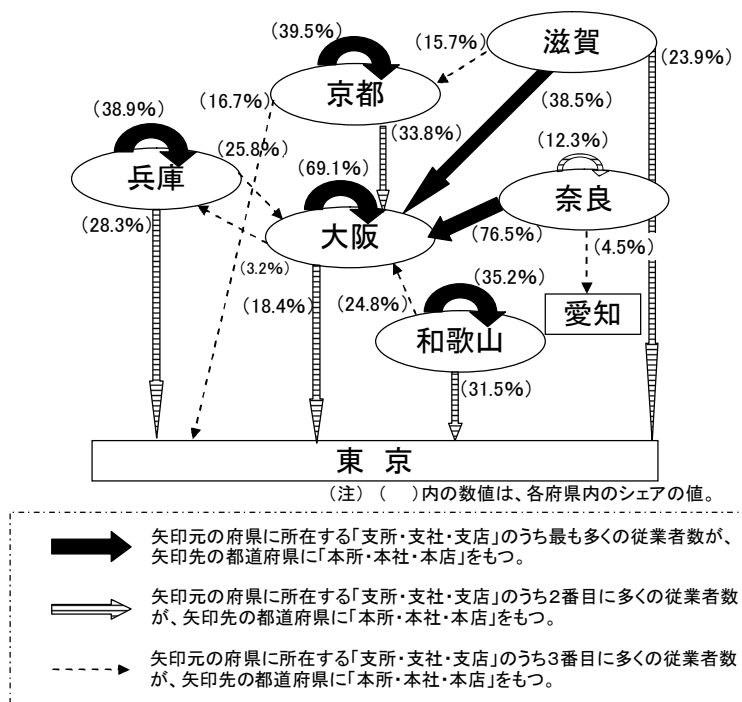 （39.5%）
（15.7%）
滋賀
（23.9%）
京都
（38.9%）
（16.7%）
（38.5%）
（33.8%）
（12.3%）
（25.8%）
（69.1%）
兵庫
奈良
（28.3%）
大阪
（76.5%）
（4.5%）
（3.2%）
（35.2%）
（18.4%）
（24.8%）
愛知
和歌山
（31.5%）
東 京
（注） （　）内の数値は、各府県内のシェアの値。
矢印元の府県に所在する「支所・支社・支店」のうち最も多くの従業者数が、
矢印先の都道府県に「本所・本社・本店」をもつ。
矢印元の府県に所在する「支所・支社・支店」のうち２番目に多くの従業者数
が、矢印先の都道府県に「本所・本社・本店」をもつ。
矢印元の府県に所在する「支所・支社・支店」のうち３番目に多くの従業者数
が、矢印先の都道府県に「本所・本社・本店」をもつ。